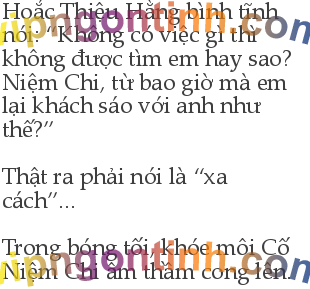 Hoắc Thiệu Hằng bình tĩnh
nói: “Không có việc gì thì
không được tìm em hay sao?
Niệm Chi, từ bao giờ mà em
lại khách sáo với anh như
thế?”
Thật ra phải nói là “xa
cách”...
Trong bóng tối, khóe môi Cố
Niệm Chi âm thầm cong lên.
vipngontinh.com
vipngontinh.com